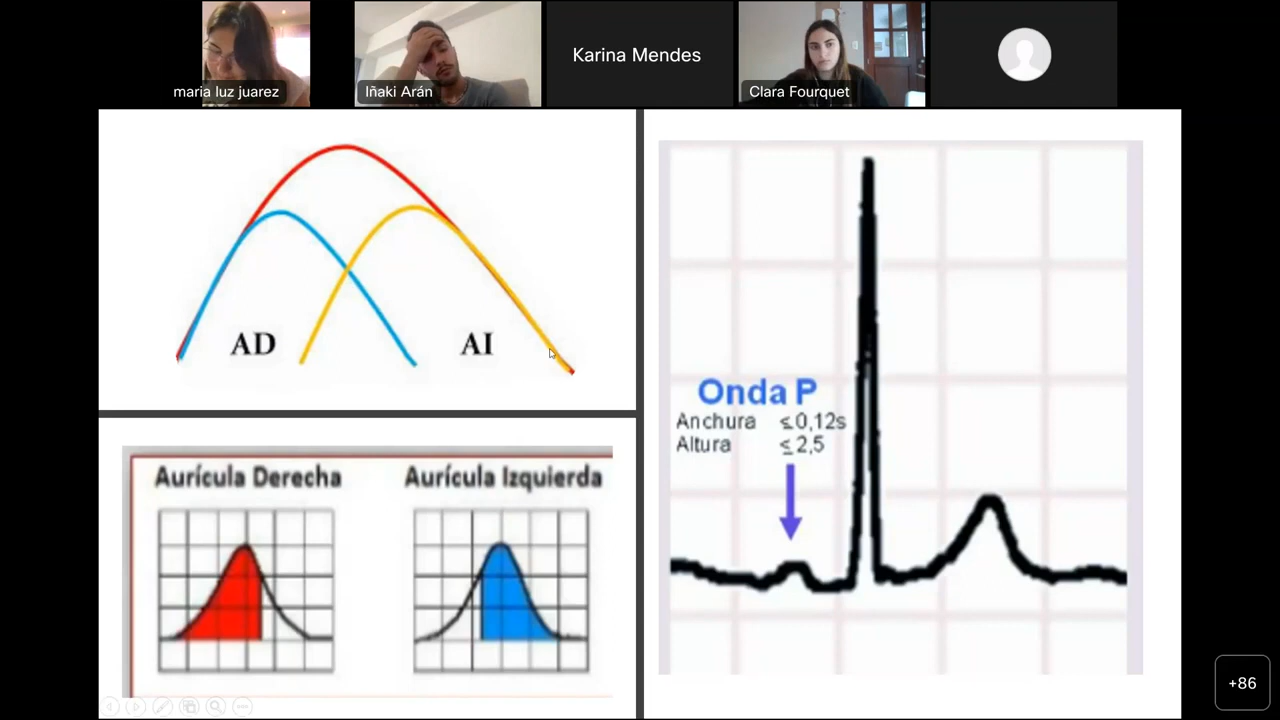 maria luz juarez
Iñaki Arán
Karina Mendes
Clara Fourquet
AD
AI
Aurícula Derecha
Aurícula Izquierda
Onda P
Anchura ≤0,12s
Altura ≤2,5
+86